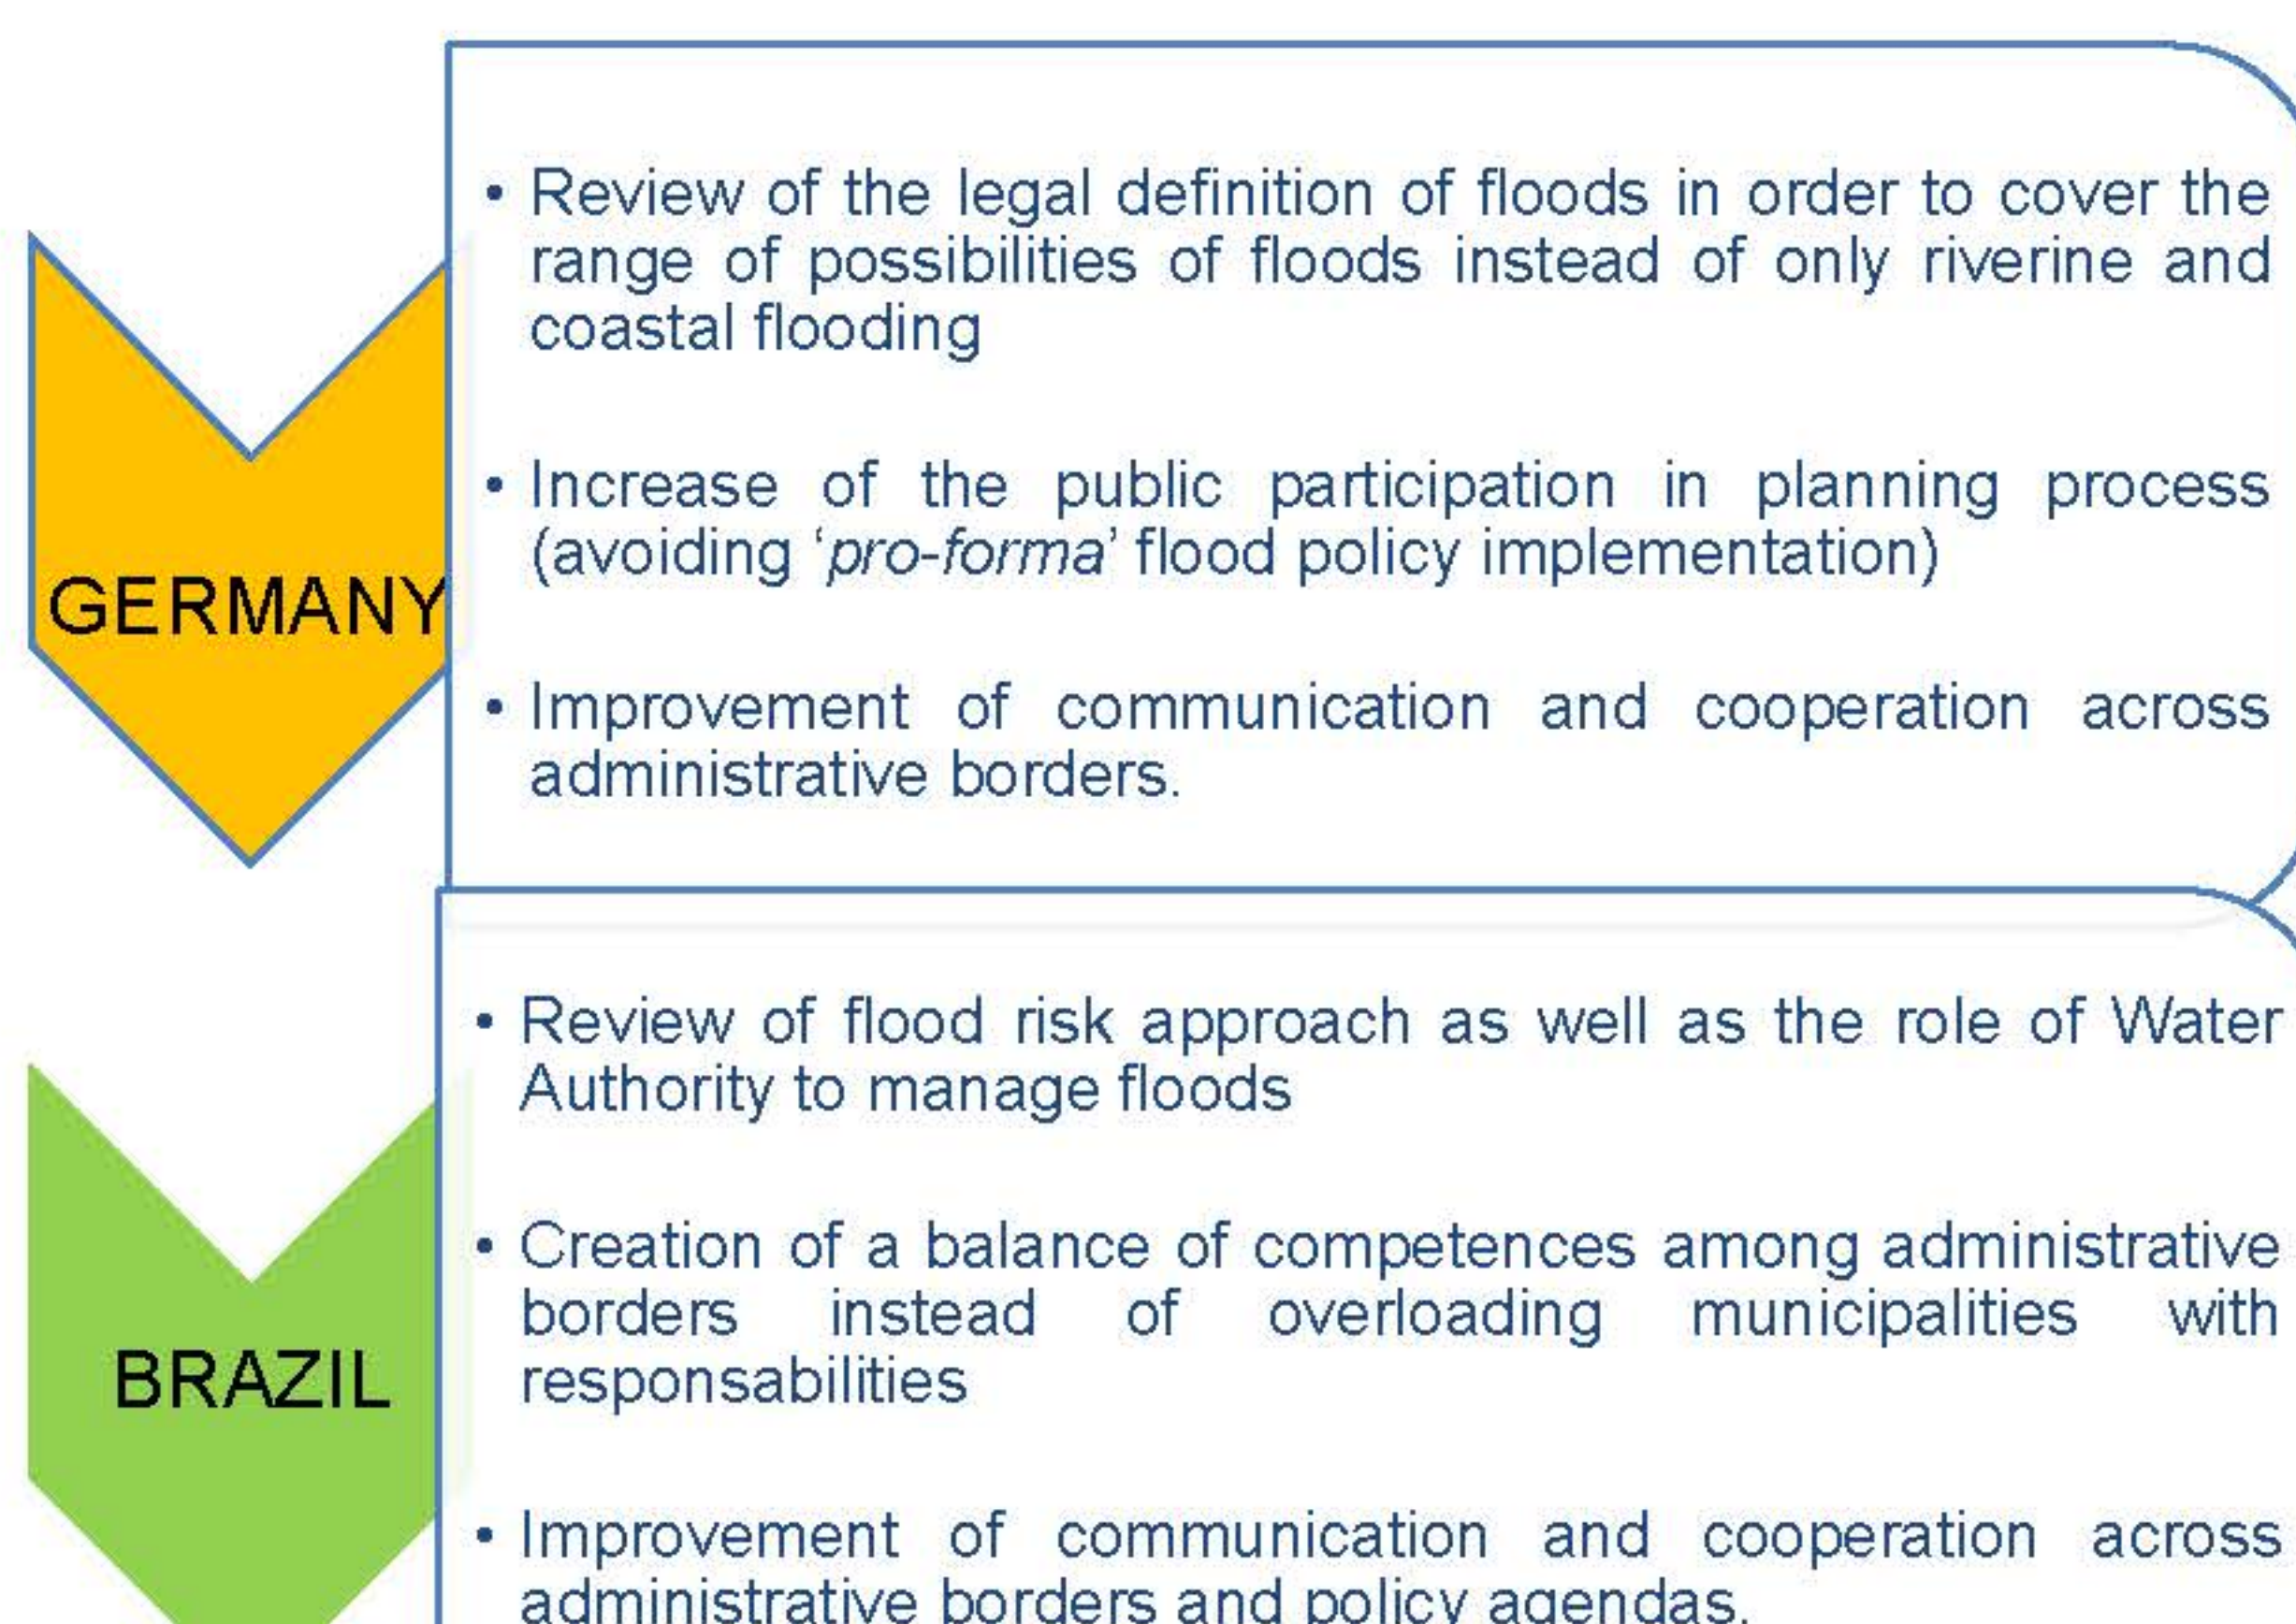 • Review of the legal definition of floods in order to cover the
range of possibilities of floods instead of only riverine and
coastal flooding
• Increase of the public participation in planning process
(avoiding ‘pro-forma’ flood policy implementation)
GERMANY
• Improvement of communication and cooperation across
administrative borders.
• Review of flood risk approach as well as the role of Water
Authority to manage floods
• Creation of a balance of competences among administrative
borders instead of overloading municipalities with
responsabilities
BRAZIL
• Improvement of communication and cooperation across
administrative borders and policy agendas.